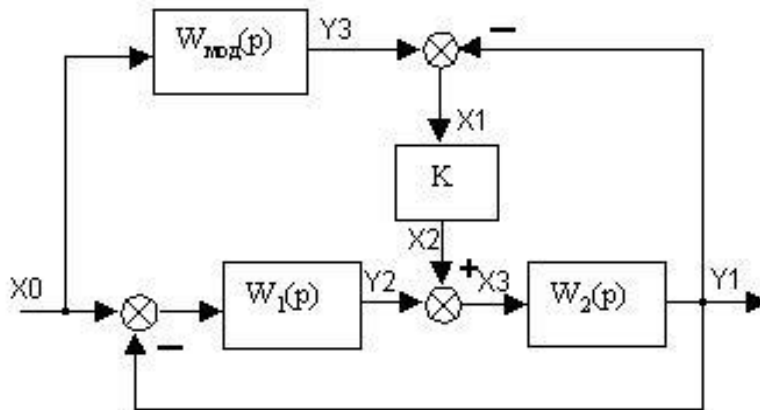 Wмод(p)
Y3
−
X1
K
X2
X0
W1(p)
Y2
+
X3
W2(p)
Y1
−